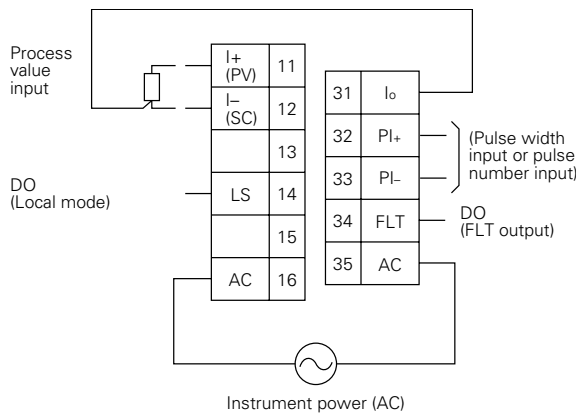 Process
value
input
I+
(PV)
11
I–
(SC)
12
13
DO
(Local mode)
LS
14
15
AC
16
31
Io
32
PI+
33
PI–
(Pulse width
input or pulse
number input)
34
FLT
DO
(FLT output)
35
AC
Instrument power (AC)